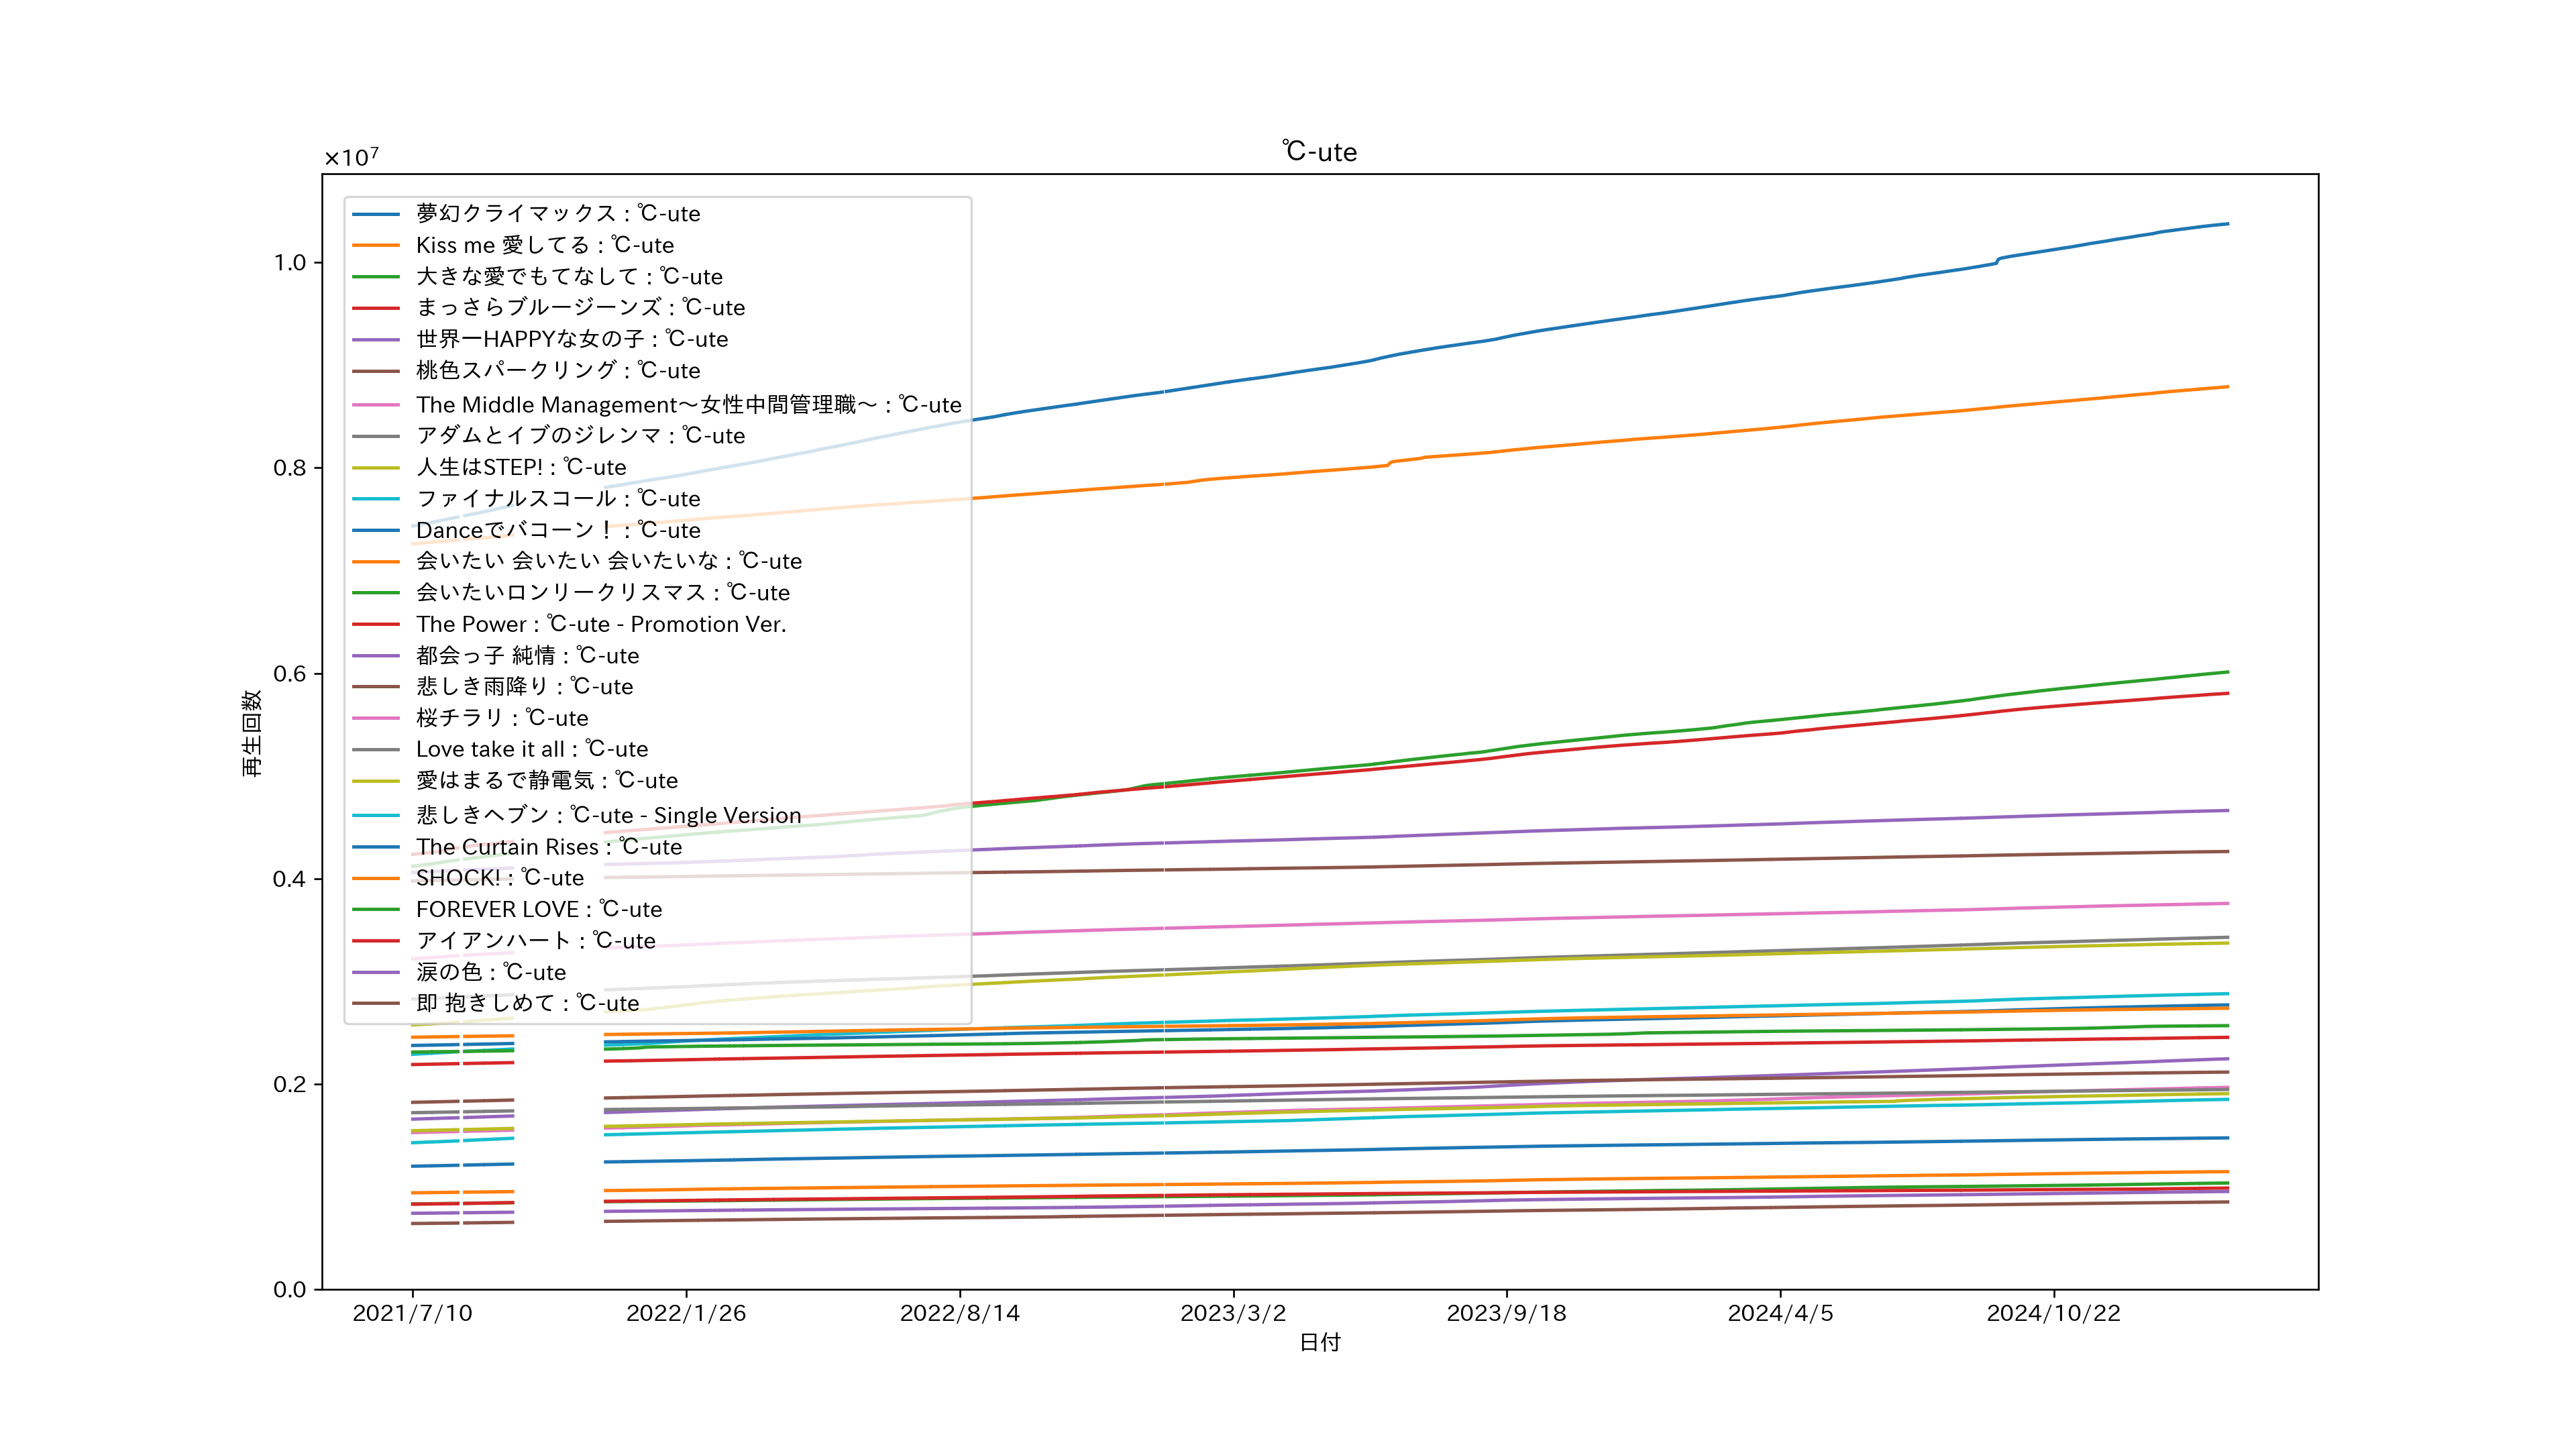 ℃-ute
×10⁷
夢幻クライマックス : ℃-ute
Kiss me 愛してる : ℃-ute
大きな愛でもてなして : ℃-ute
まっさらブルージーンズ : ℃-ute
世界一HAPPYな女の子 : ℃-ute
桃色スパークリング : ℃-ute
The Middle Management～女性中間管理職～ : ℃-ute
アダムとイブのジレンマ : ℃-ute
人生はSTEP! : ℃-ute
ファイナルスコール : ℃-ute
Danceでバコーン！ : ℃-ute
会いたい 会いたい 会いたいな : ℃-ute
会いたいロンリークリスマス : ℃-ute
The Power : ℃-ute - Promotion Ver.
都会っ子 純情 : ℃-ute
悲しき雨降り : ℃-ute
桜チラリ : ℃-ute
Love take it all : ℃-ute
愛はまるで静電気 : ℃-ute
悲しきヘブン : ℃-ute - Single Version
The Curtain Rises : ℃-ute
SHOCK! : ℃-ute
FOREVER LOVE : ℃-ute
アイアンハート : ℃-ute
涙の色 : ℃-ute
即 抱きしめて : ℃-ute
1.0
0.8
0.6
0.4
0.2
0.0
再生回数
2021/7/10 2022/1/26 2022/8/14 2023/3/2 2023/9/18 2024/4/5 2024/10/22
日付